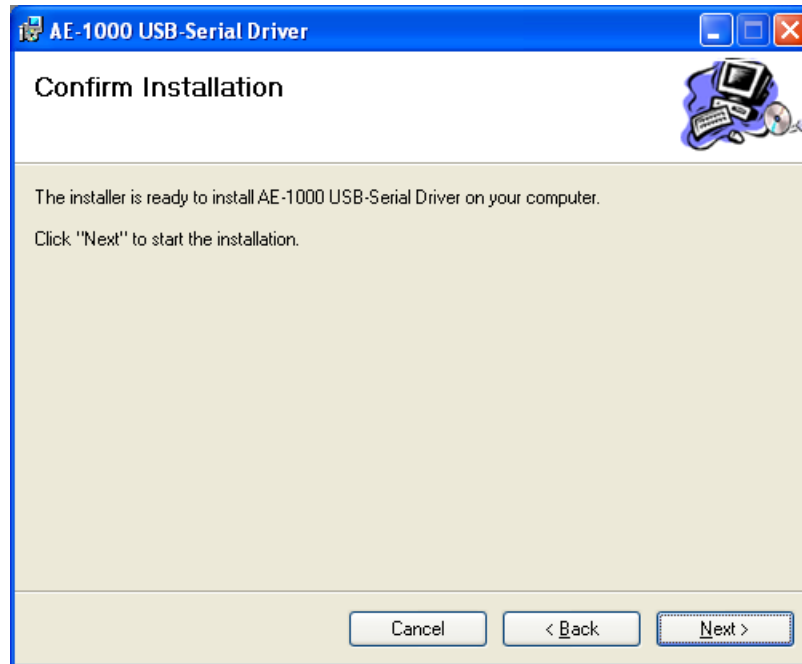 AE-1000 USB-Serial Driver
Confirm Installation
The installer is ready to install AE-1000 USB-Serial Driver on your computer.
Click "Next" to start the installation.
Cancel
< Back
Next >